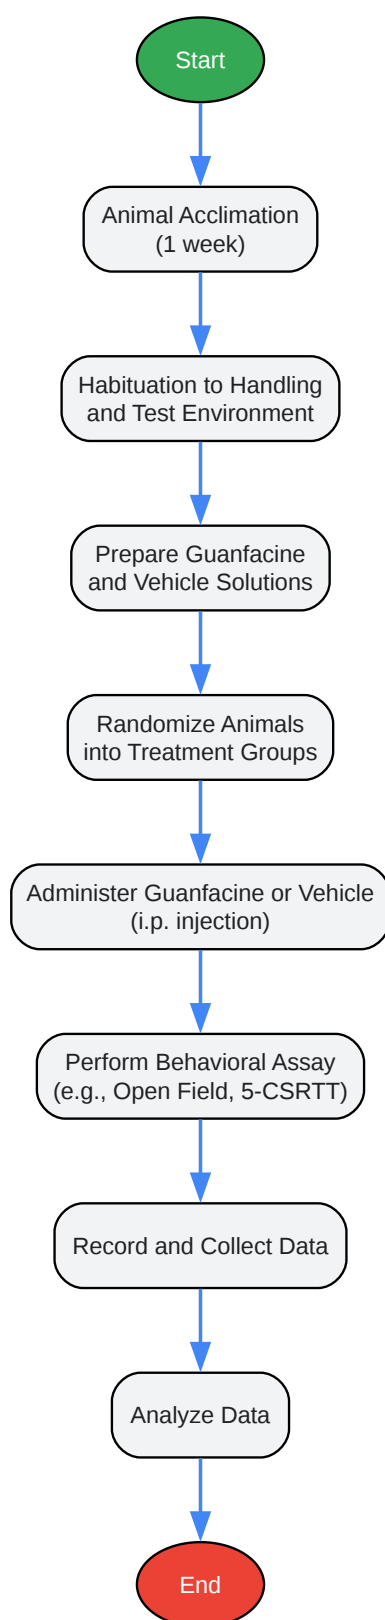 Start
Animal Acclimation
(1 week)
Habituation to Handling
and Test Environment
Prepare Guanfacine
and Vehicle Solutions
Randomize Animals
into Treatment Groups
Administer Guanfacine or Vehicle
(i.p. injection)
Perform Behavioral Assay
(e.g., Open Field, 5-CSRTT)
Record and Collect Data
Analyze Data
End